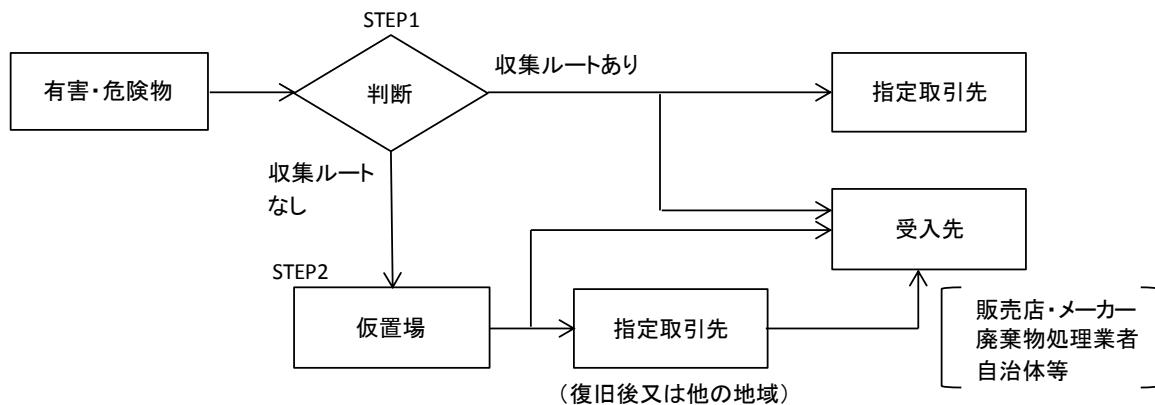 STEP1
有害・危険物
判断
収集ルートあり
指定取引先
収集ルート
なし
受入先
STEP2
仮置場
指定取引先
販売店・メーカー
廃棄物処理業者
自治体等
（復旧後又は他の地域）